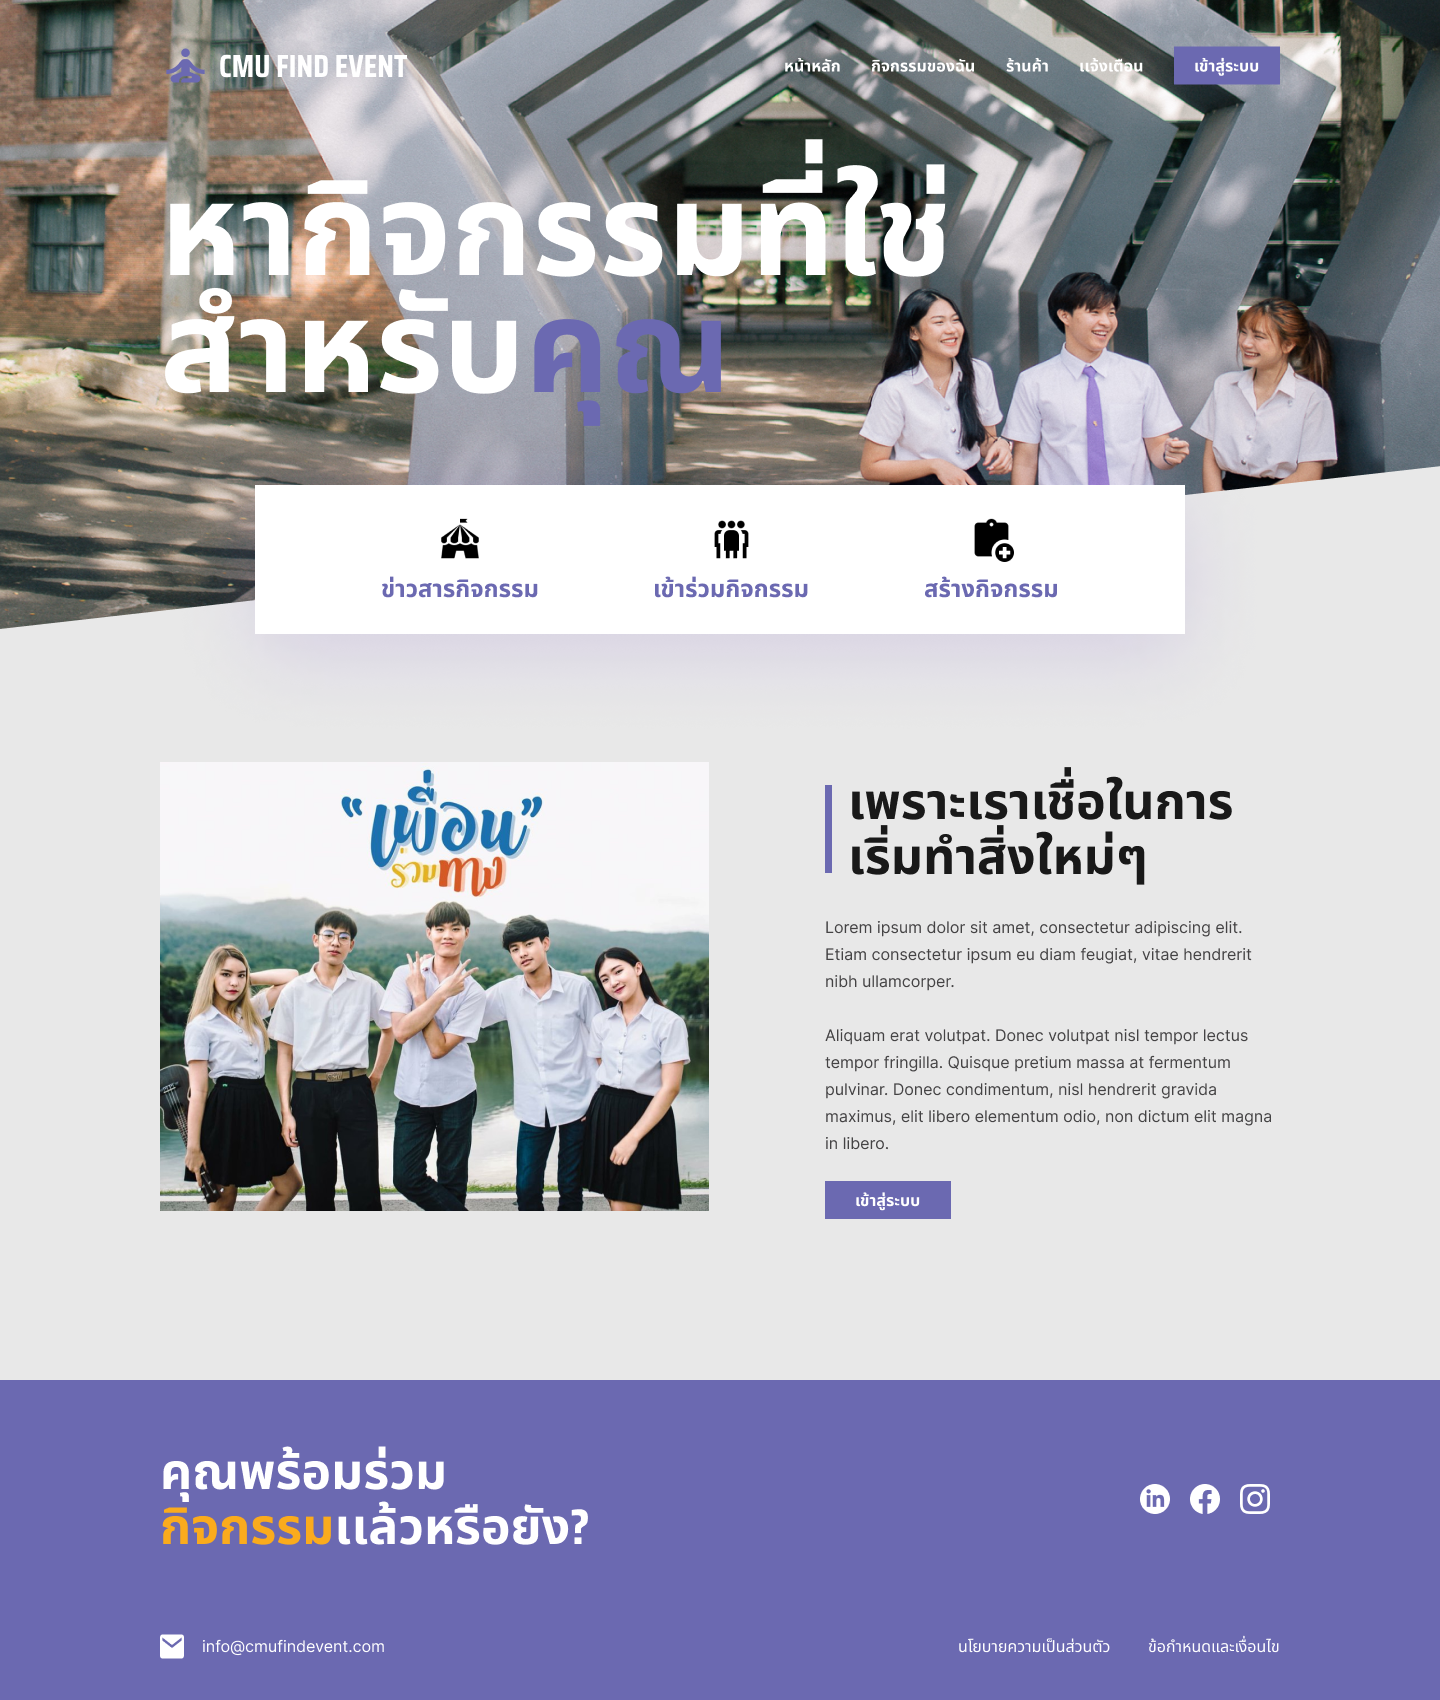 CMU FIND EVENT
หน้าหลัก กิจกรรมของฉัน ร้านค้า แจ้งเตือน เข้าสู่ระบบ
หากิจกรรมที่ใช่
สำหรับคุณ
ข่าวสารกิจกรรม เข้าร่วมกิจกรรม สร้างกิจกรรม
“เพื่อน”
ร่วมทาง
เพราะเราเชื่อในการ
เริ่มทำสิ่งใหม่ๆ
Lorem ipsum dolor sit amet, consectetur adipiscing elit.
Etiam consectetur ipsum eu diam feugiat, vitae hendrerit
nibh ullamcorper.
Aliquam erat volutpat. Donec volutpat nisl tempor lectus
tempor fringilla. Quisque pretium massa at fermentum
pulvinar. Donec condimentum, nisl hendrerit gravida
maximus, elit libero elementum odio, non dictum elit magna
in libero.
เข้าสู่ระบบ
คุณพร้อมร่วม
กิจกรรมแล้วหรือยัง?
info@cmufindevent.com
นโยบายความเป็นส่วนตัว ข้อกำหนดและเงื่อนไข